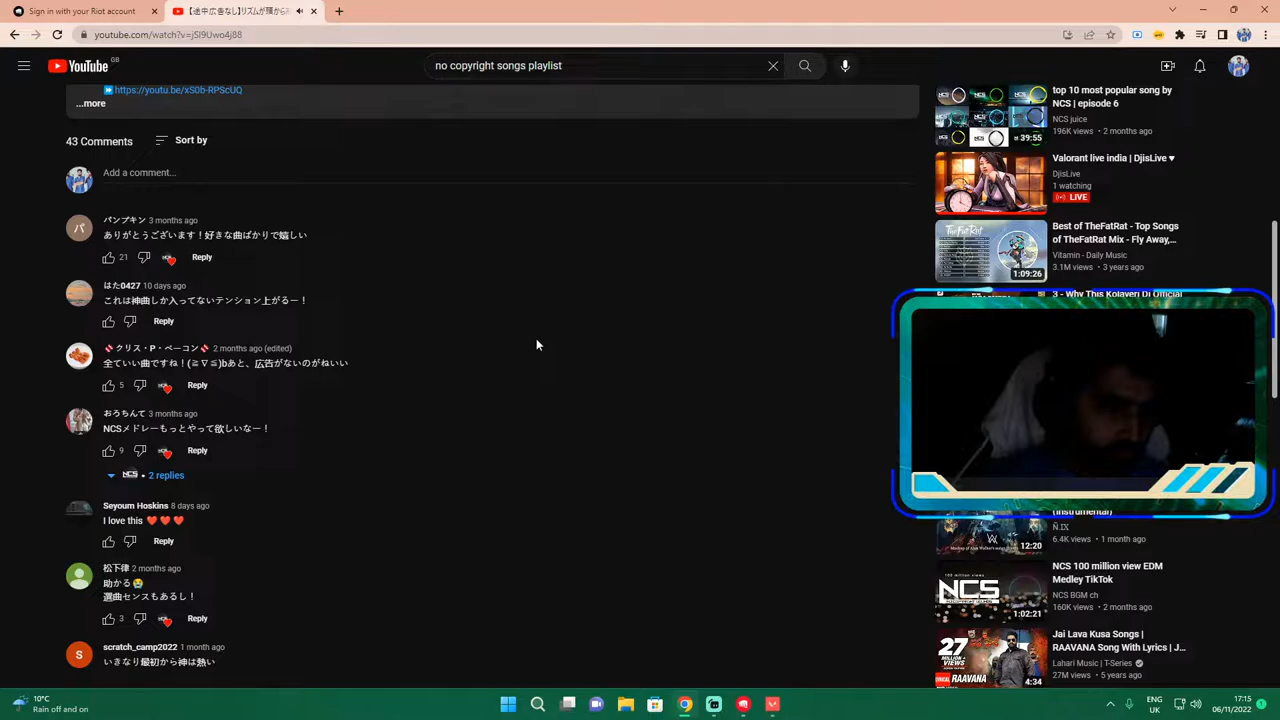 Sign in with your Riot account
【途中広告なし】リズムが頭から
youtube.com/watch?v=jSl9Uwo4j88
YouTube GB
no copyright songs playlist
https://youtu.be/xS0b-RPScUQ
...more
43 Comments
Sort by
Add a comment...
パンプキン 3 months ago
ありがとうございます！好きな曲ばかりで嬉しい
21 Reply
はた0427 10 days ago
これは神曲しか入ってないテンション上がるー！
Reply
クリス・P・ベーコン 2 months ago (edited)
全ていい曲ですね！(≧∇≦)bあと、広告がないのがねいい
5 Reply
おうちんて 3 months ago
NCSメドレーもっとやって欲しいなー！
9 Reply
NCS • 2 replies
Seyoum Hoskins 8 days ago
I love this ❤️❤️❤️
Reply
松下律 2 months ago
助かる😭
選曲センスもあるし！
3 Reply
S
scratch_camp2022 1 month ago
いきなり最初から神は熱い
top 10 most popular song by
NCS | episode 6
NCS juice
196K views • 2 months ago
39:55
Valorant live india | DjisLive ♥
DjisLive
1 watching
LIVE
Best of TheFatRat - Top Songs
of TheFatRat Mix - Fly Away,...
Vitamin - Daily Music
3.1M views • 3 years ago
1:09:26
3 - Why This Kolaveri Di Official
(Instrumental)
Ñ.IX
6.4K views • 1 month ago
12:20
NCS 100 million view EDM
Medley TikTok
NCS BGM ch
160K views • 2 months ago
NCS
1:02:21
Jai Lava Kusa Songs |
RAAVANA Song With Lyrics | J...
Lahari Music | T-Series
27M views • 5 years ago
27
MILLION+
VIEWS
RAAVANA
4:34
10°C
Rain off and on
ENG
UK
17:15
06/11/2022